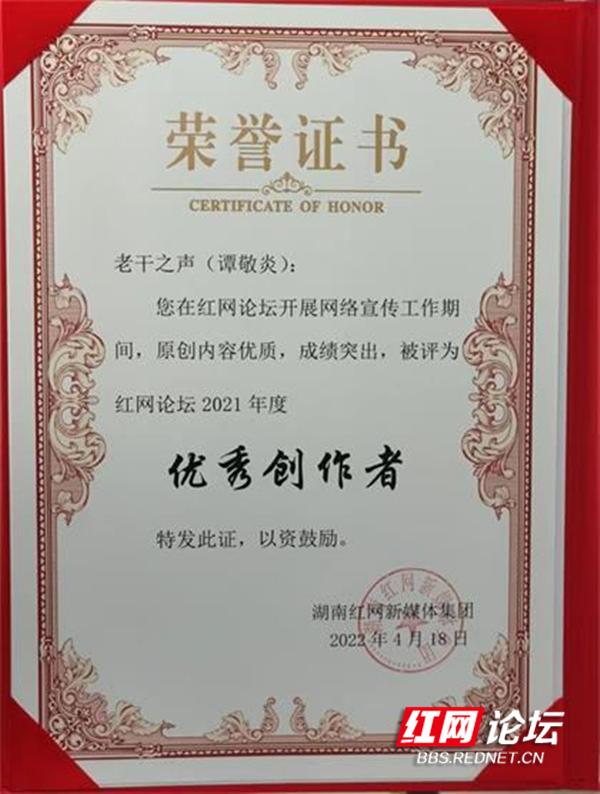 荣誉证书
CERTIFICATE OF HONOR
老干之声（谭敬炎）：
您在红网论坛开展网络宣传工作期
间，原创内容优质，成绩突出，被评为
红网论坛 2021 年度
优秀创作者
特发此证，以资鼓励。
湖南红网新媒体集团
2022 年 4 月 18 日
红网论坛
BBS.REDNET.CN